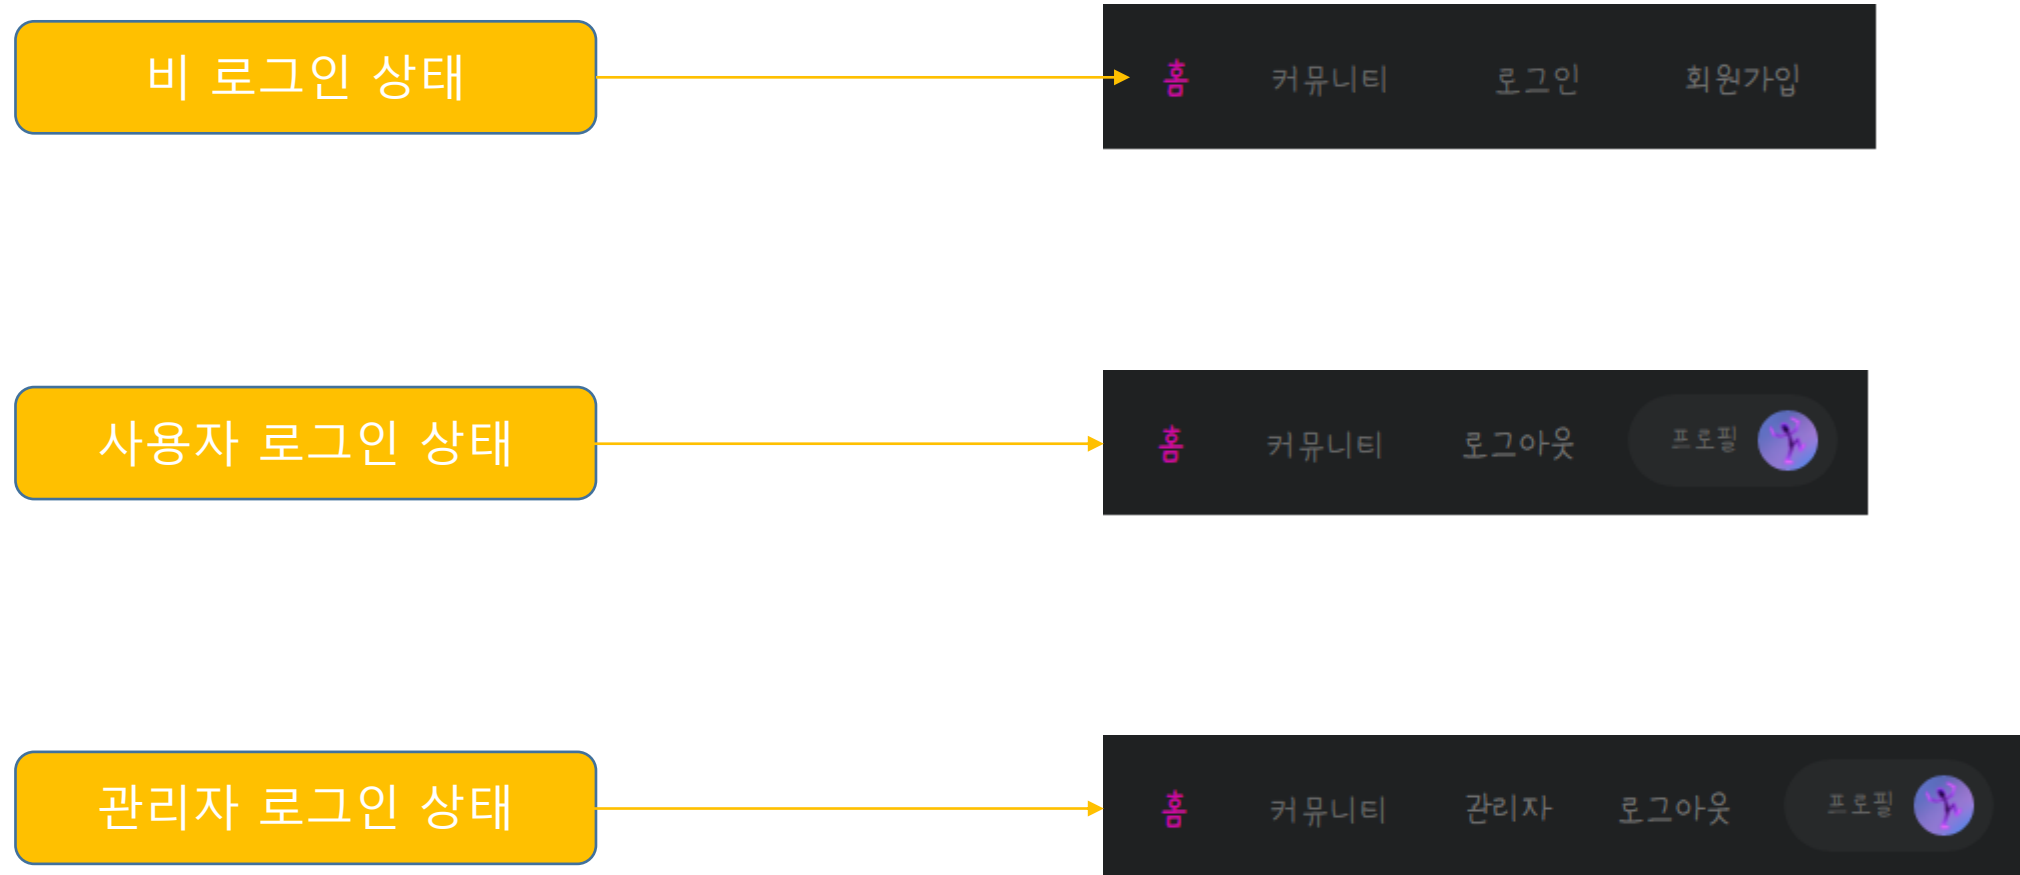 비 로그인 상태
홈 커뮤니티 로그인 회원가입
사용자 로그인 상태
홈 커뮤니티 로그아웃 프로필
관리자 로그인 상태
홈 커뮤니티 관리자 로그아웃 프로필